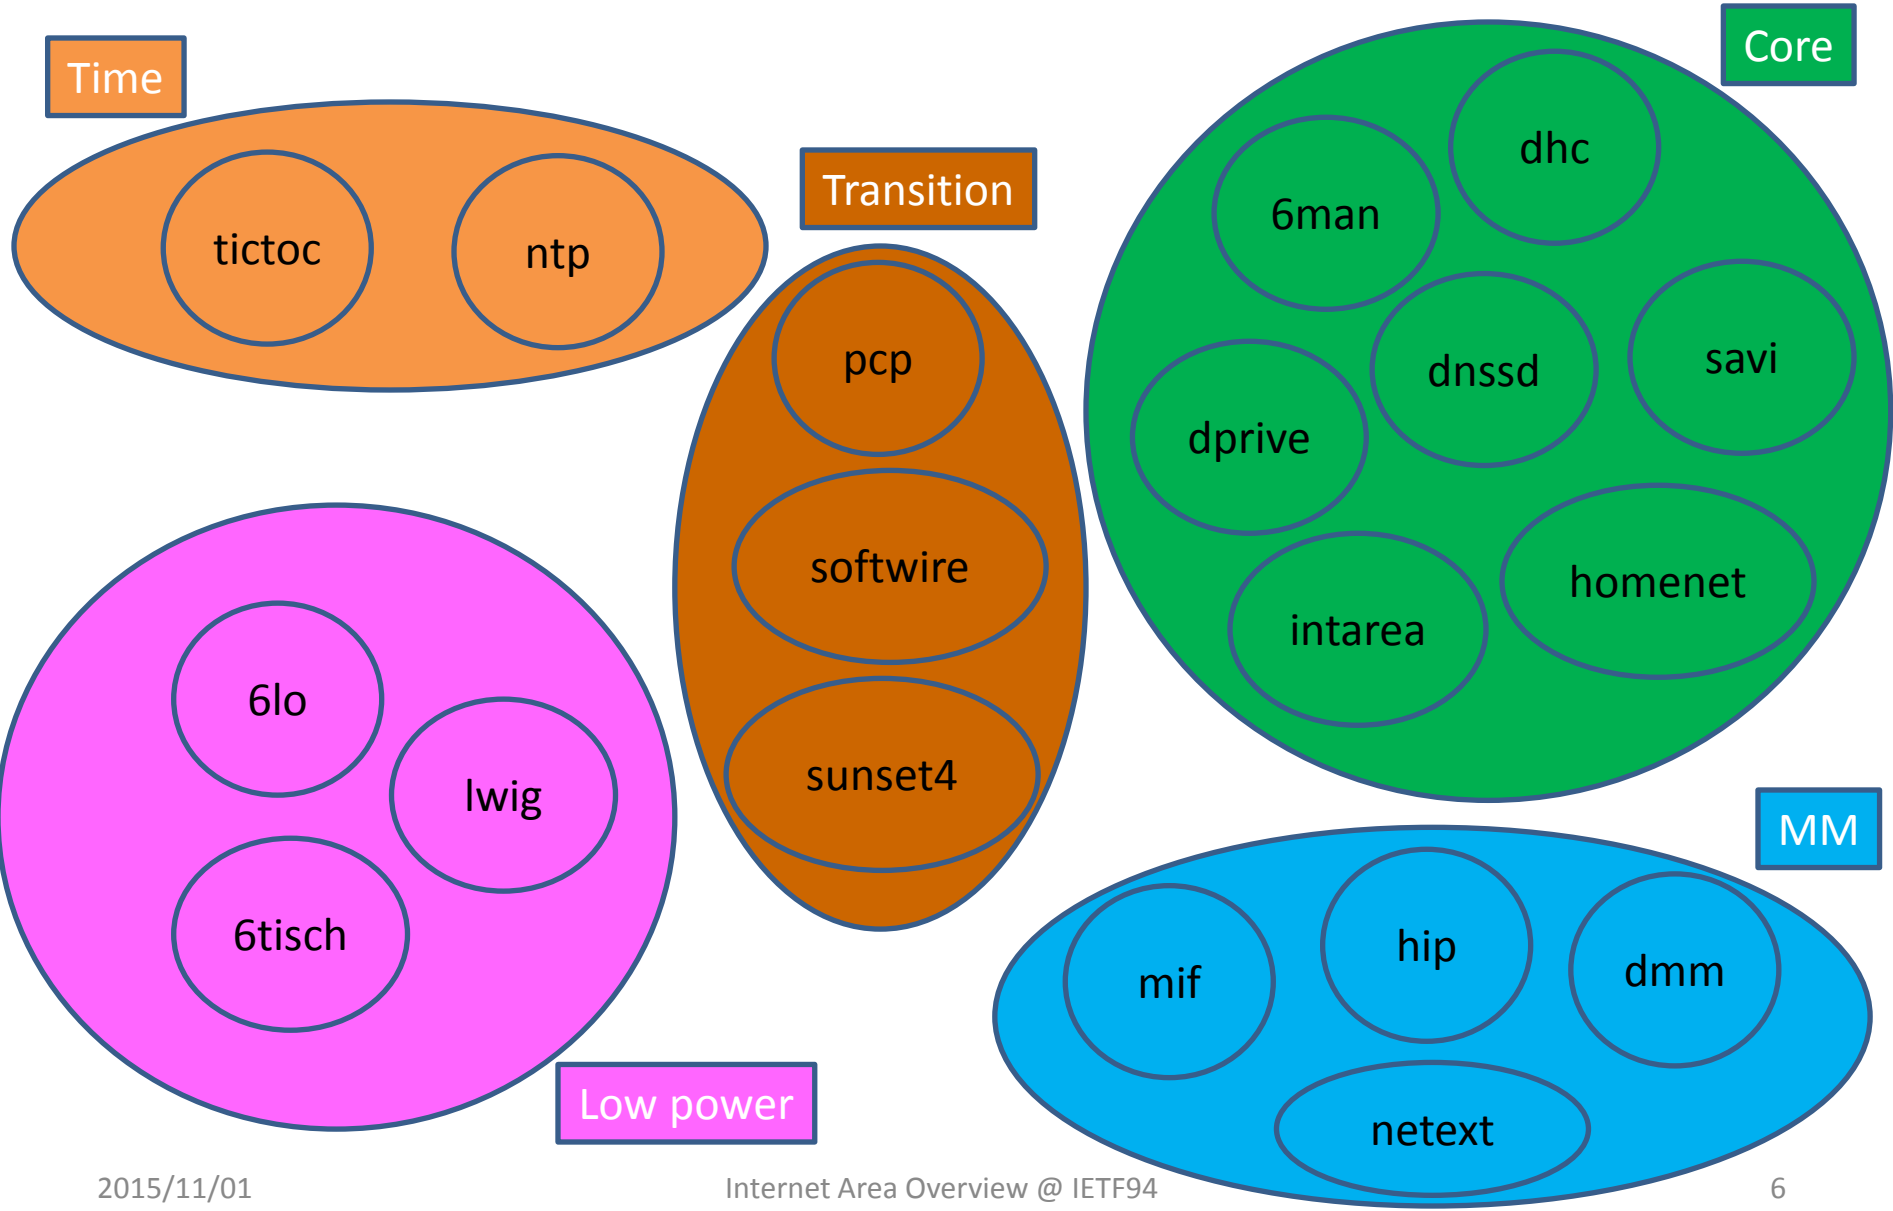 Time
tictoc
ntp
Transition
pcp
softwire
sunset4
Core
dhc
6man
dnssd
savi
dprive
homenet
intarea
6lo
lwig
6tisch
Low power
MM
mif
hip
dmm
netext
2015/11/01
Internet Area Overview @ IETF94
6